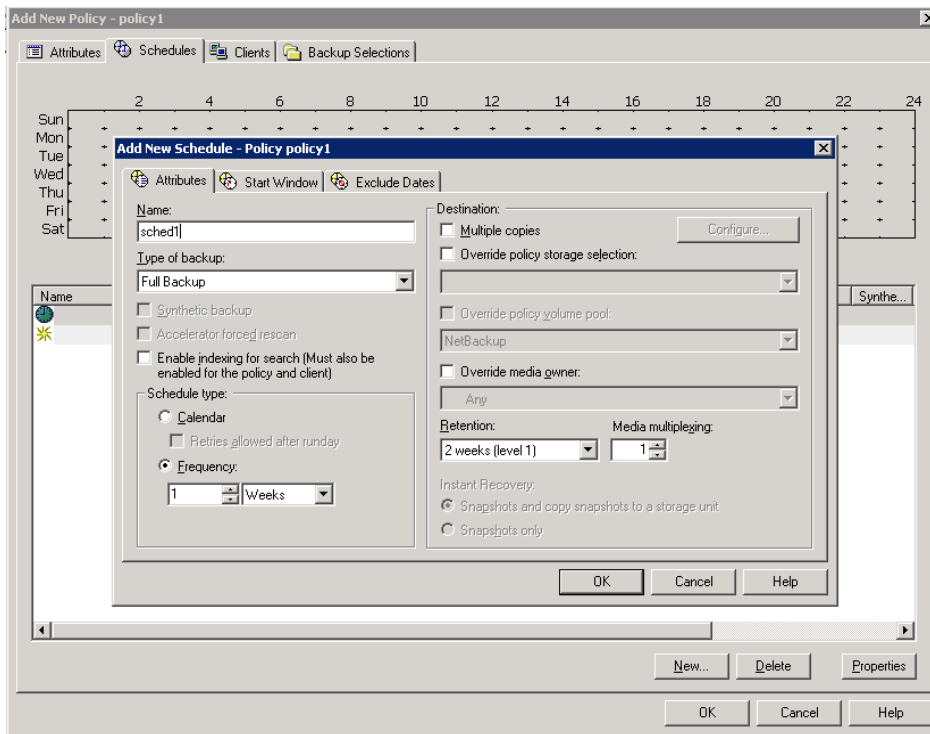 Add New Policy - policy1
Attributes Schedules Clients Backup Selections
2 4 6 8 10 12 14 16 18 20 22 24
Sun
Mon
Tue
Wed
Thu
Fri
Sat
Add New Schedule - Policy policy1
Attributes Start Window Exclude Dates
Name:
sched1
Type of backup:
Full Backup
Synthetic backup
Accelerator forced rescan
Enable indexing for search (Must also be
enabled for the policy and client)
Schedule type:
Calendar
Retries allowed after runday
Frequency:
1 Weeks
Destination:
Multiple copies Configure...
Override policy storage selection:
Override policy volume pool:
NetBackup
Override media owner:
Any
Retention: Media multiplexing:
2 weeks (level 1) 1
Instant Recovery:
Snapshots and copy snapshots to a storage unit
Snapshots only
OK Cancel Help
Name Synthe...
New... Delete Properties
OK Cancel Help